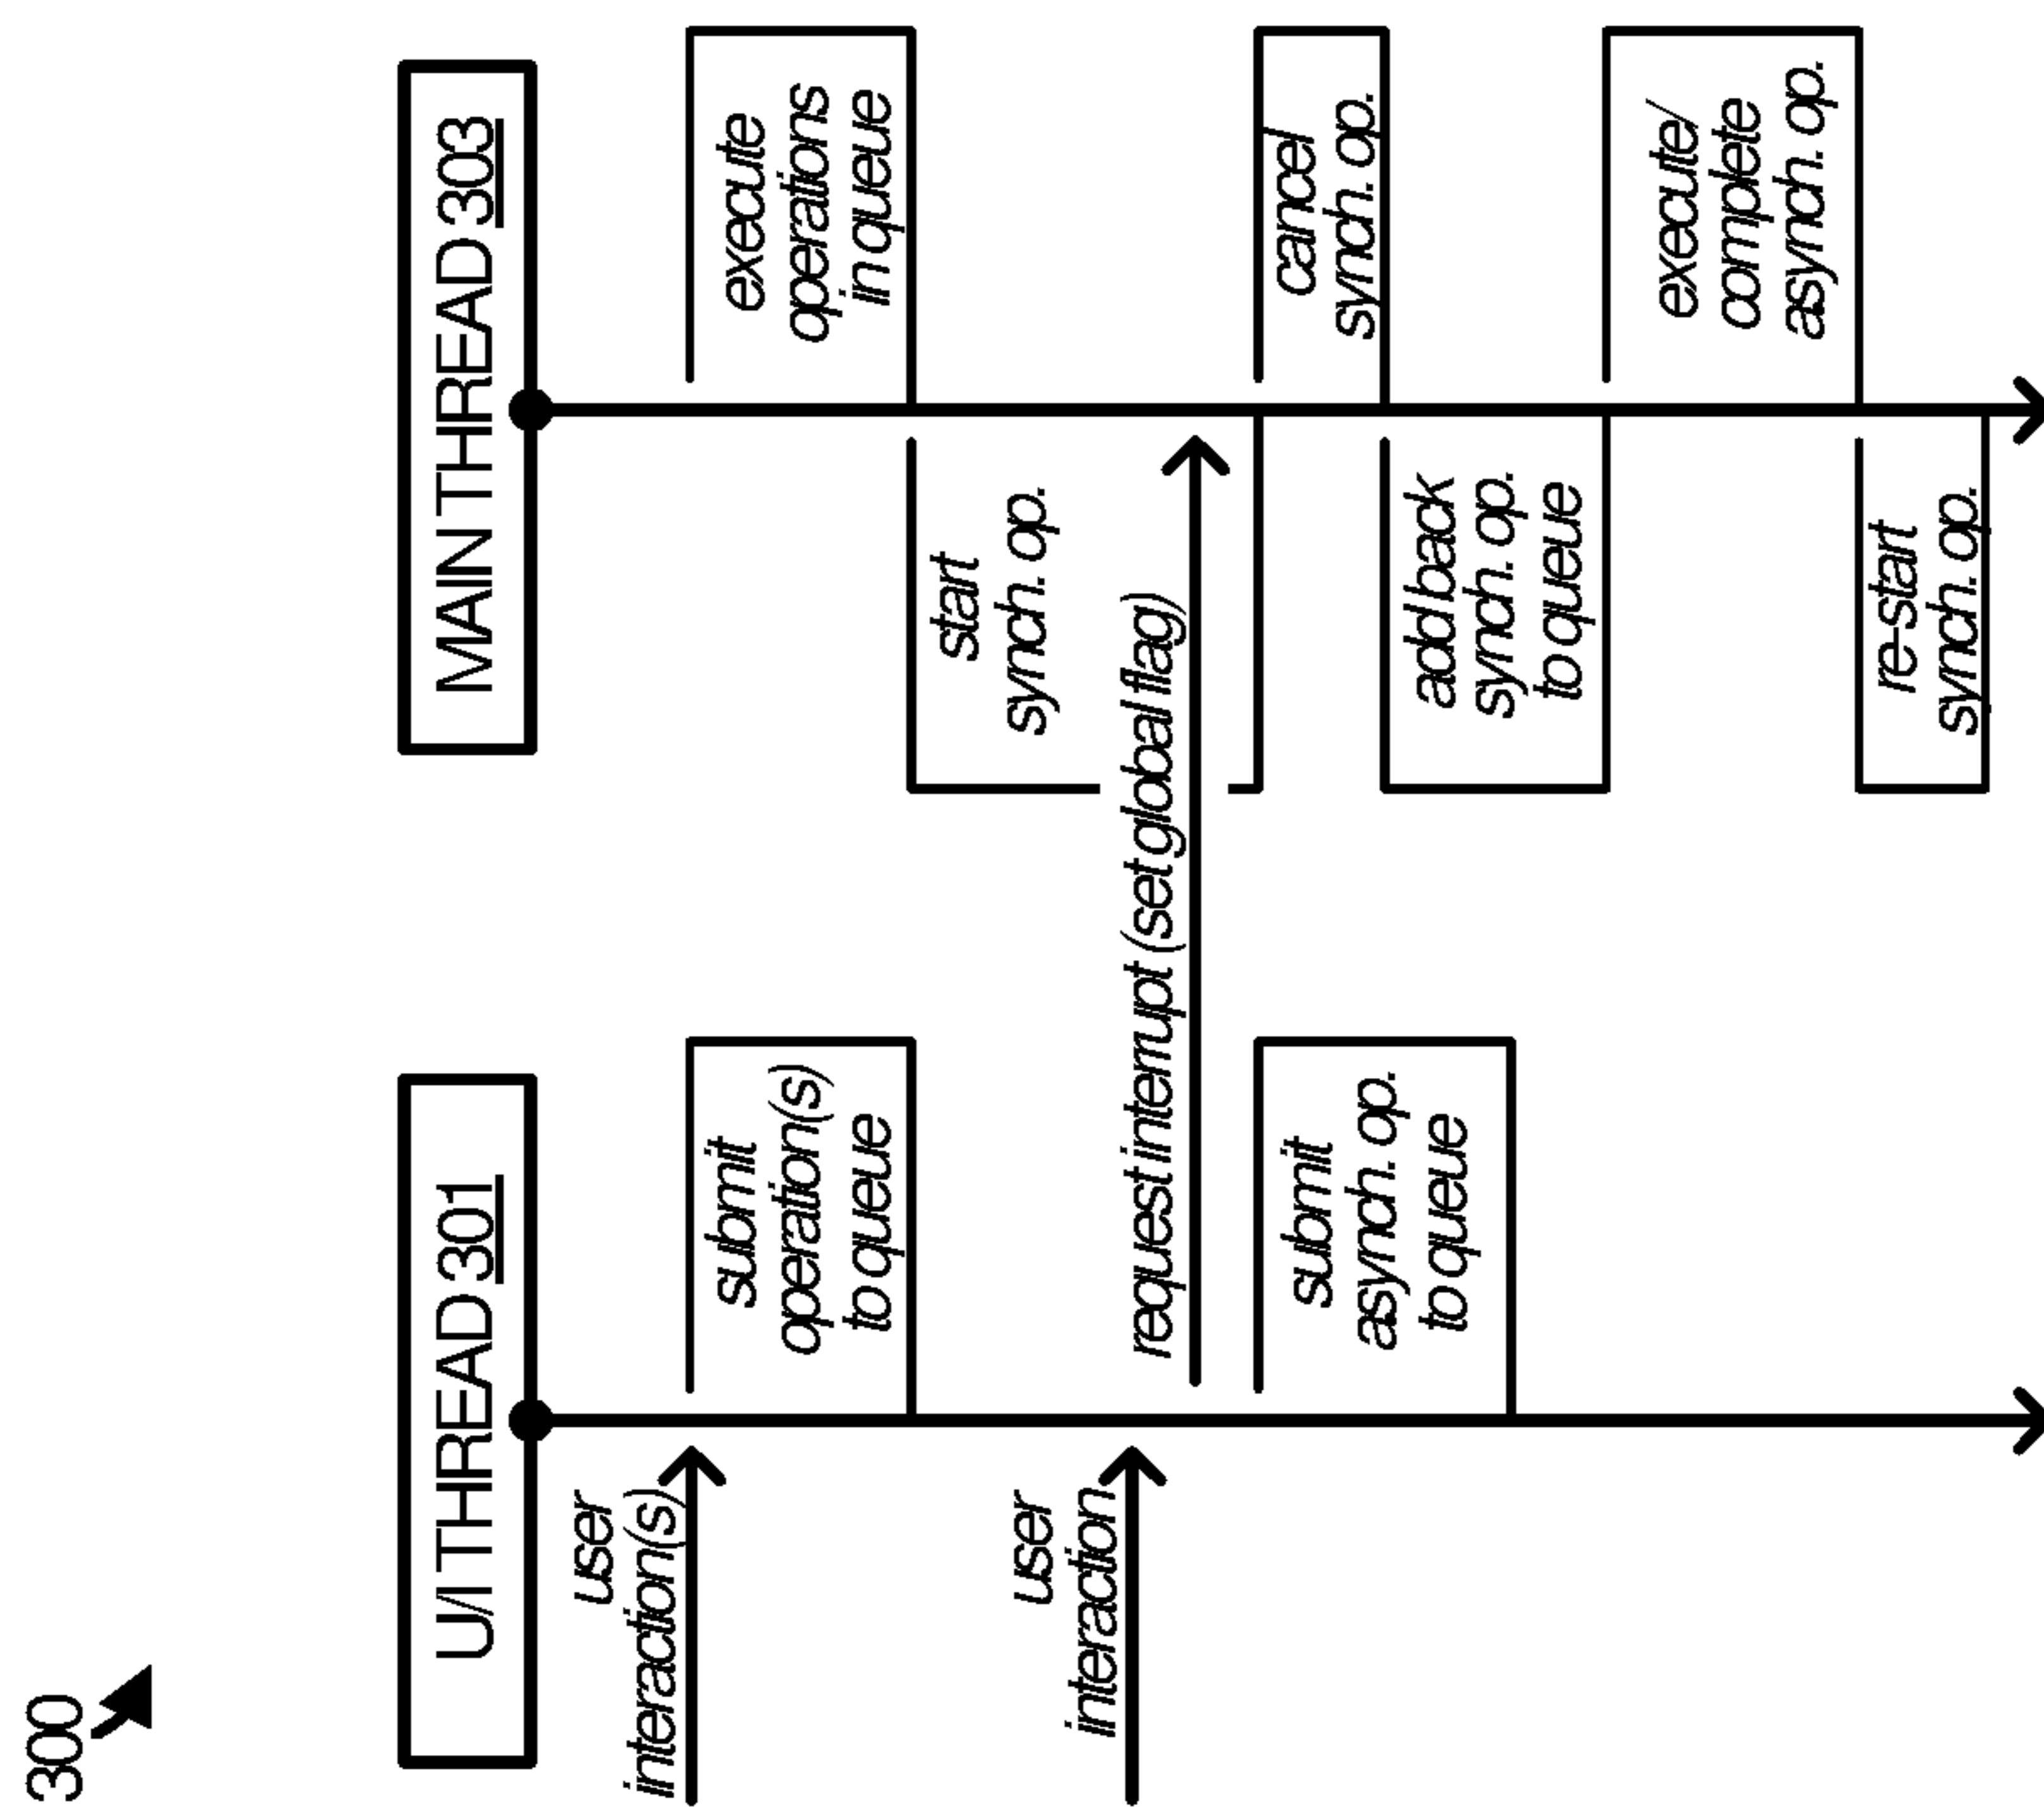 300
U/I THREAD 301
MAIN THREAD 303
user
interaction(s)
submit
operation(s)
to queue
execute
operations
in queue
start
synch. op.
user
interaction
request interrupt (set global flag)
submit
asynch. op.
to queue
cancel
synch. op.
add back
synch. op.
to queue
execute/
complete
asynch. op.
re-start
synch. op.